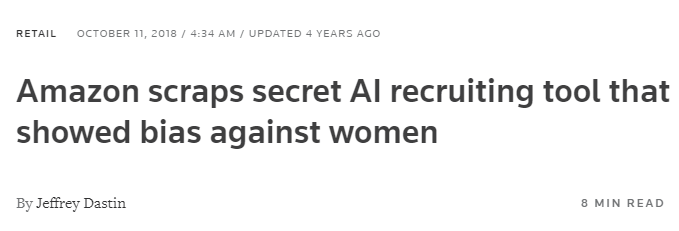 RETAIL OCTOBER 11, 2018 / 4:34 AM / UPDATED 4 YEARS AGO
Amazon scraps secret AI recruiting tool that
showed bias against women
By Jeffrey Dastin 8 MIN READ